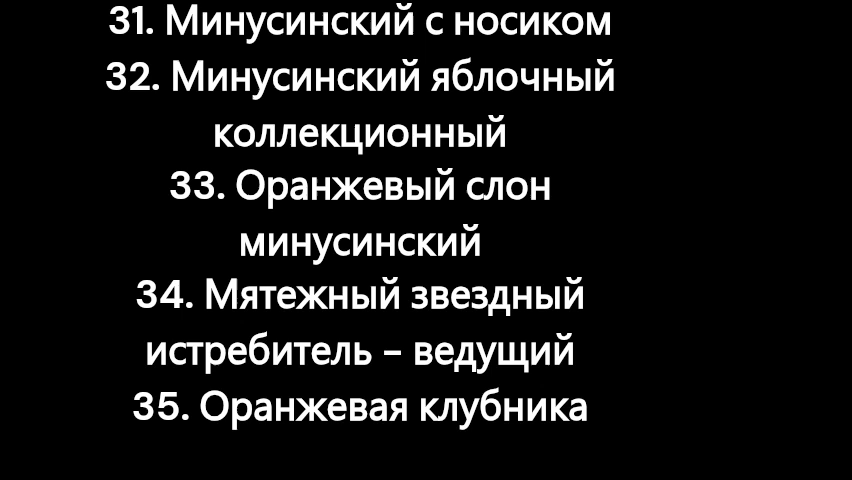 31. Минусинский с носиком
32. Минусинский яблочный
коллекционный
33. Оранжевый слон
минусинский
34. Мятежный звездный
истребитель – ведущий
35. Оранжевая клубника